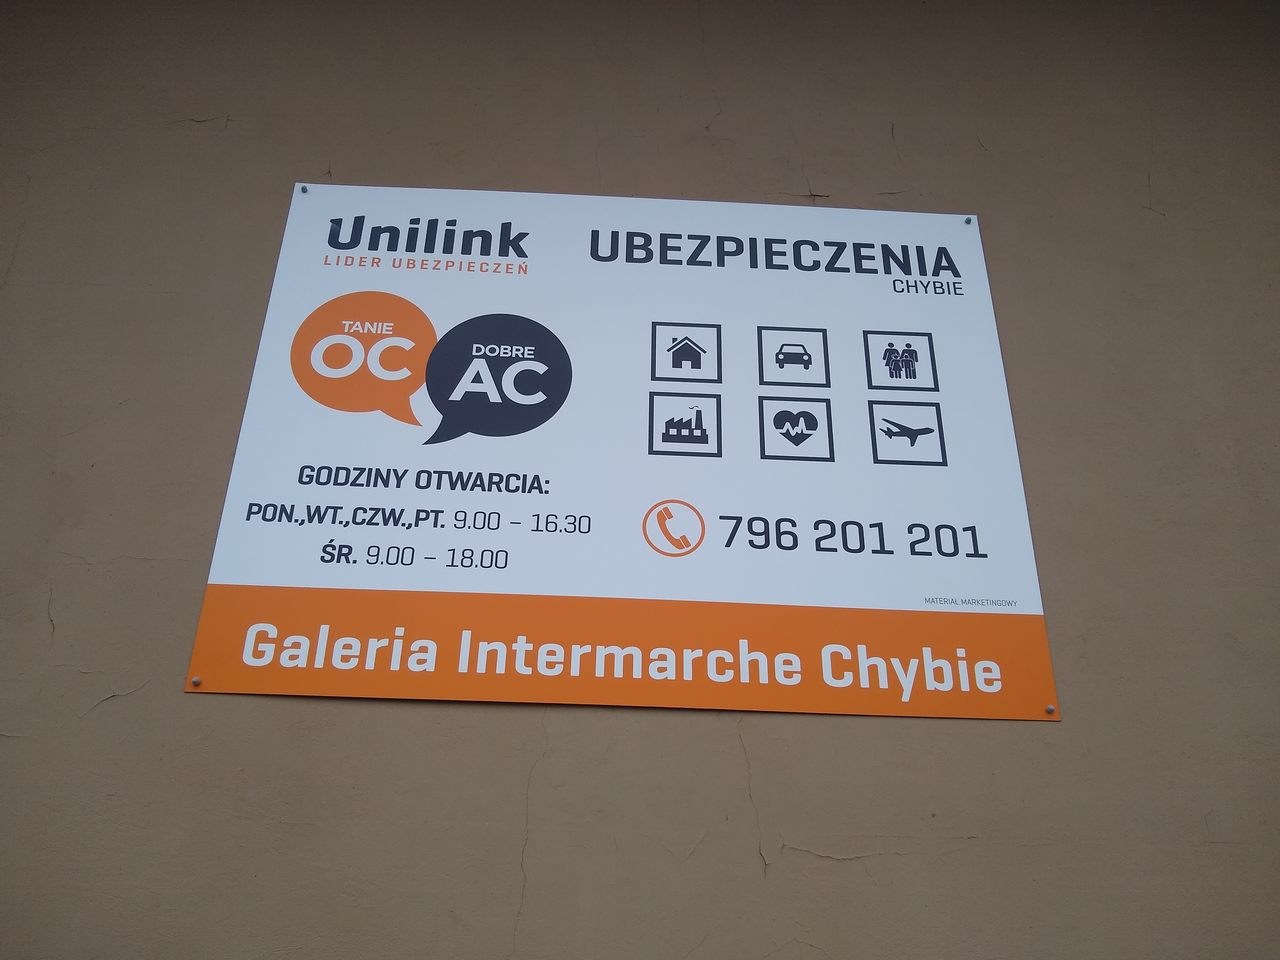 Unilink
LIDER UBEZPIECZEŃ
UBEZPIECZENIA
CHYBIE
TANIE
OC
DOBRE
AC
GODZINY OTWARCIA:
PON.,WT.,CZW.,PT. 9.00 – 16.30
ŚR. 9.00 – 18.00
796 201 201
MATERIAŁ MARKETINGOWY
Galeria Intermarche Chybie